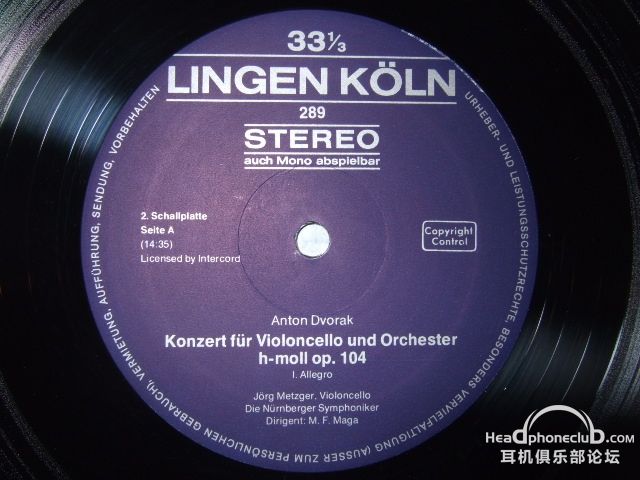 33⅓
LINGEN KÖLN
289
STEREO
auch Mono abspielbar
2. Schallplatte
Seite A
(14:35)
Licensed by Intercord
Copyright
Control
Anton Dvorak
Konzert für Violoncello und Orchester
h-moll op. 104
I. Allegro
Jörg Metzger, Violoncello
Die Nürnberger Symphoniker
Dirigent: M. F. Maga
URHEBER- UND LEISTUNGSSCHUTZRECHTE, BESONDERS VERVIELFÄLTIGUNG (AUSSER ZUM PERSÖNLICHEN GEBRAUCH), VERMIETUNG, AUFFÜHRUNG, SENDUNG, VORBEHALTEN
HeadphonecluD.com
耳机俱乐部论坛